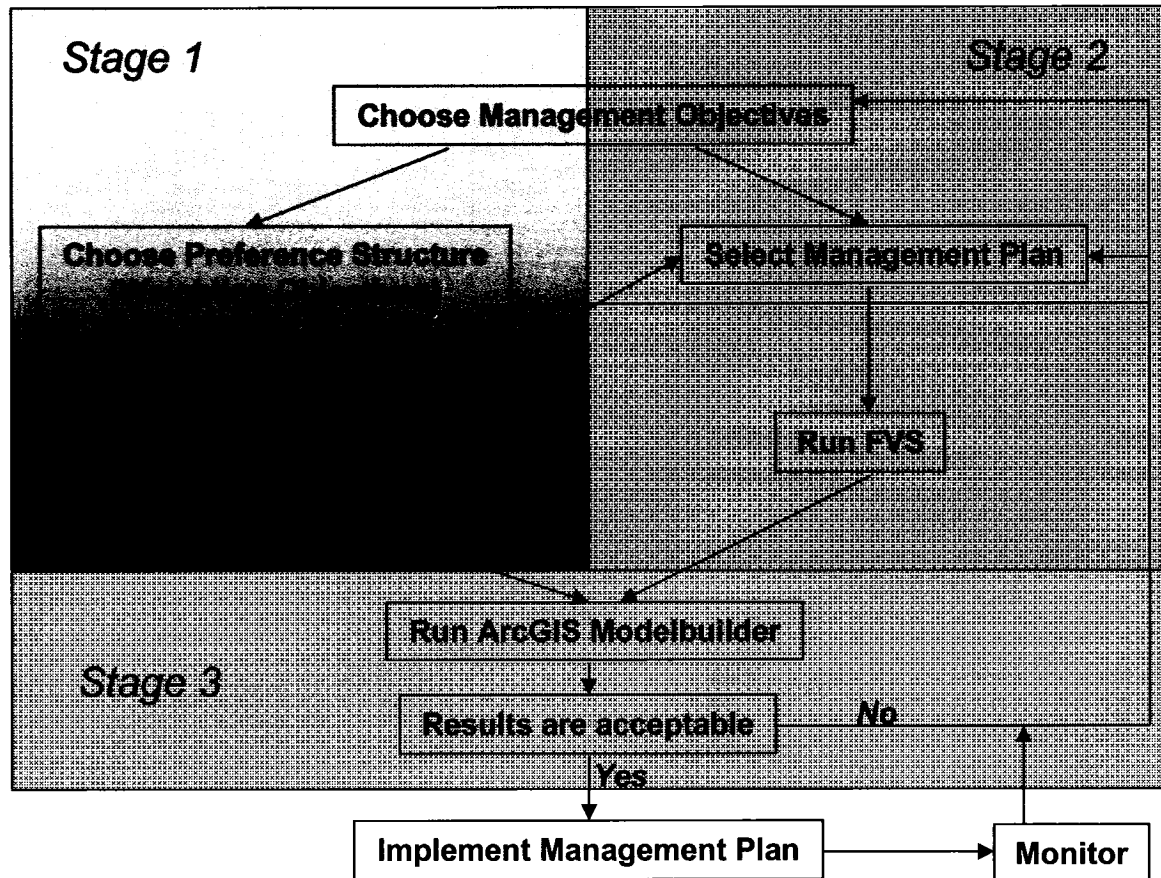 Stage 1
Stage 2
Choose Management Objectives
Choose Preference Structure
Select Management Plan
Run FVS
Run ArcGIS Modelbuilder
Stage 3
Results are acceptable
No
Yes
Implement Management Plan
Monitor